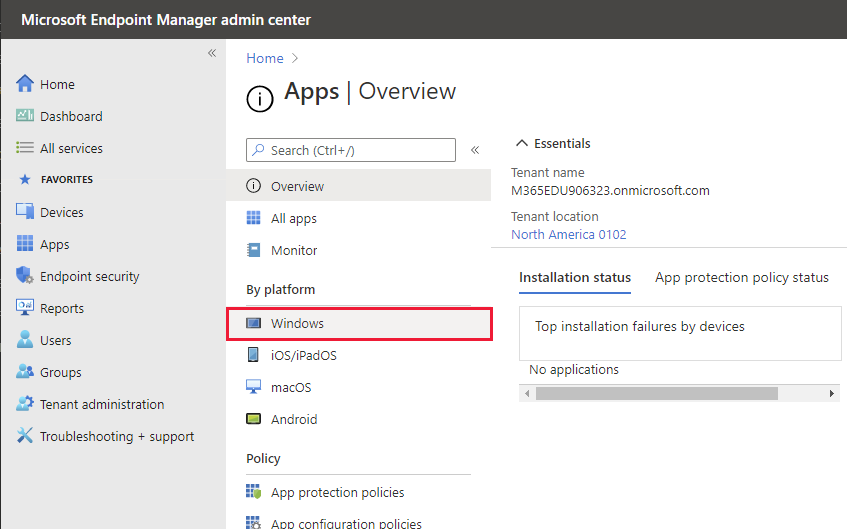 Microsoft Endpoint Manager admin center
«
Home
Dashboard
All services
FAVORITES
Devices
Apps
Endpoint security
Reports
Users
Groups
Tenant administration
Troubleshooting + support
Home >
Apps | Overview
Search (Ctrl+/)
«
Overview
All apps
Monitor
By platform
Windows
iOS/iPadOS
macOS
Android
Policy
App protection policies
App configuration policies
Essentials
Tenant name
M365EDU906323.onmicrosoft.com
Tenant location
North America 0102
Installation status App protection policy status
Top installation failures by devices
No applications